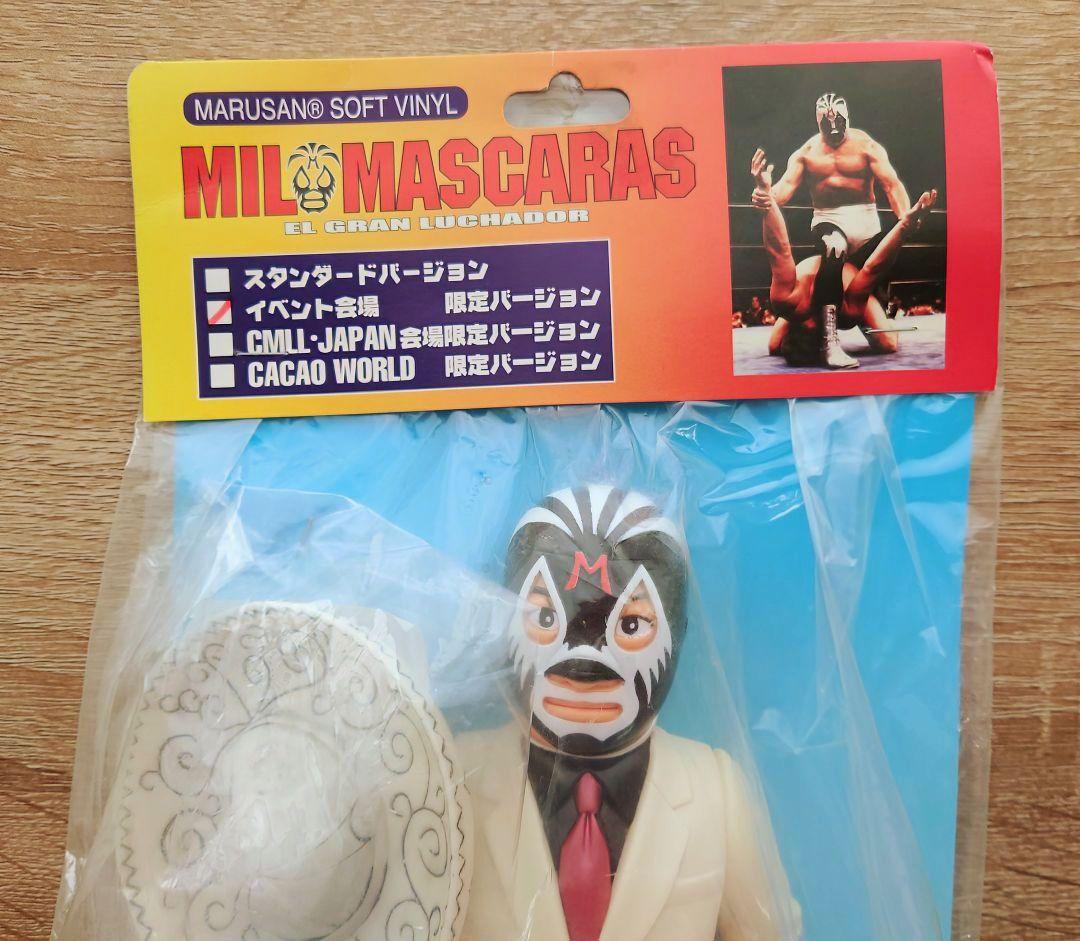 MARUSAN® SOFT VINYL
MIL MASCARAS
EL GRAN LUCHADOR
スタンダードバージョン
イベント会場 限定バージョン
CMLL・JAPAN 会場限定バージョン
CACAO WORLD 限定バージョン
M